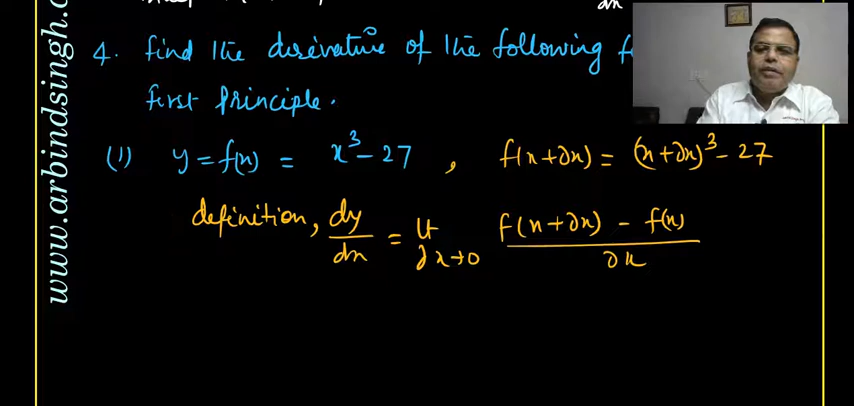 4. find the derivative of the following
first principle.
(1) y = f(x) = x³ - 27 , f(x+∂x) = (x+∂x)³ - 27
definition, dy/dx = lt ∂x→0 f(x+∂x) - f(x) / ∂x
www.arbindsingh.c